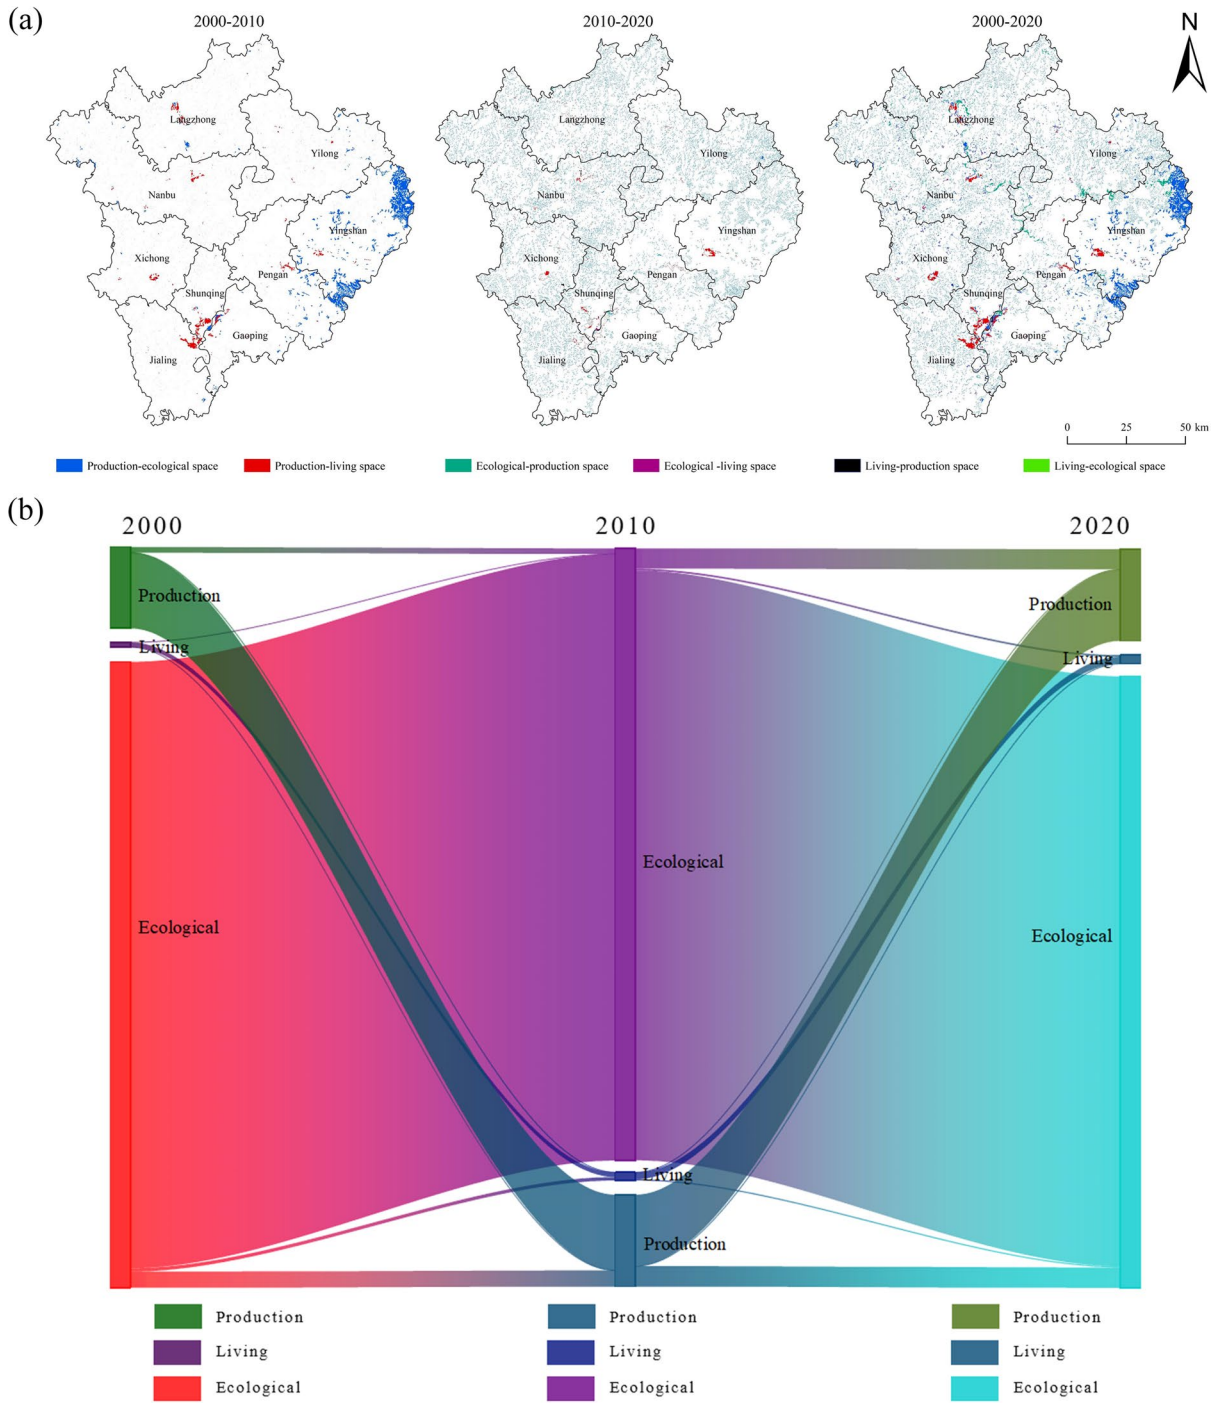 (a)
2000-2010
2010-2020
2000-2020
N
Langzhong
Yilong
Nanbu
Yingshan
Xichong
Pengan
Shunqing
Gaoping
Jialing
Langzhong
Yilong
Nanbu
Yingshan
Xichong
Pengan
Shunqing
Gaoping
Jialing
Langzhong
Yilong
Nanbu
Yingshan
Xichong
Pengan
Shunqing
Gaoping
Jialing
0 25 50 km
Production-ecological space
Production-living space
Ecological-production space
Ecological -living space
Living-production space
Living-ecological space
(b)
2000
2010
2020
Production
Living
Ecological
Ecological
Living
Production
Production
Living
Ecological
Production
Living
Ecological
Production
Living
Ecological
Production
Living
Ecological